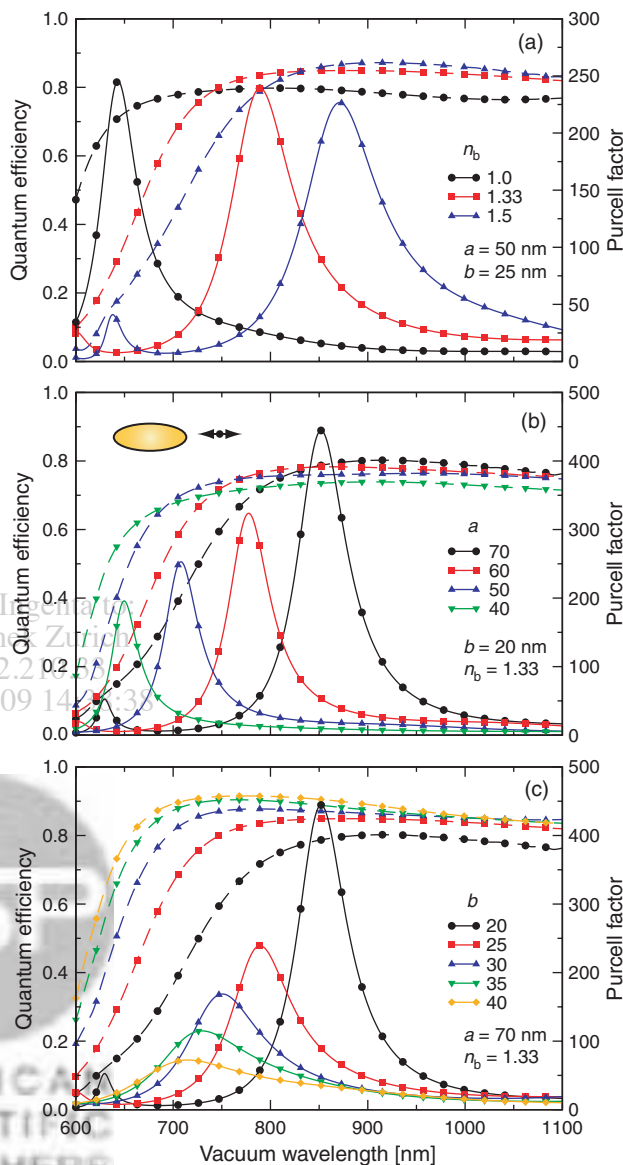 (a)
1.0
0.8
0.6
0.4
0.2
0.0
Quantum efficiency
300
250
200
150
100
50
0
Purcell factor
n_b
1.0
1.33
1.5
a = 50 nm
b = 25 nm
(b)
1.0
0.8
0.6
0.4
0.2
0.0
Quantum efficiency
500
400
300
200
100
0
Purcell factor
a
70
60
50
40
b = 20 nm
n_b = 1.33
(c)
1.0
0.8
0.6
0.4
0.2
0.0
Quantum efficiency
500
400
300
200
100
0
Purcell factor
b
20
25
30
35
40
a = 70 nm
n_b = 1.33
600 700 800 900 1000 1100
Vacuum wavelength [nm]